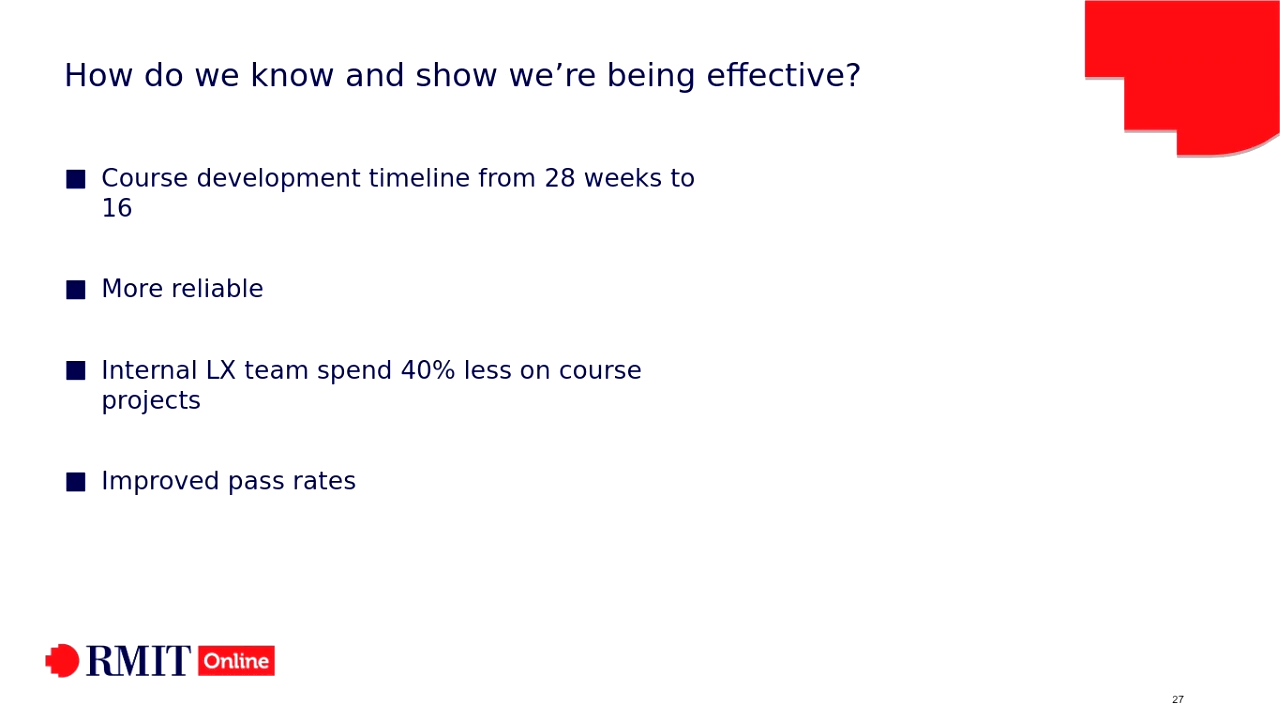 How do we know and show we’re being effective?
Course development timeline from 28 weeks to
16
More reliable
Internal LX team spend 40% less on course
projects
Improved pass rates
RMIT Online
27